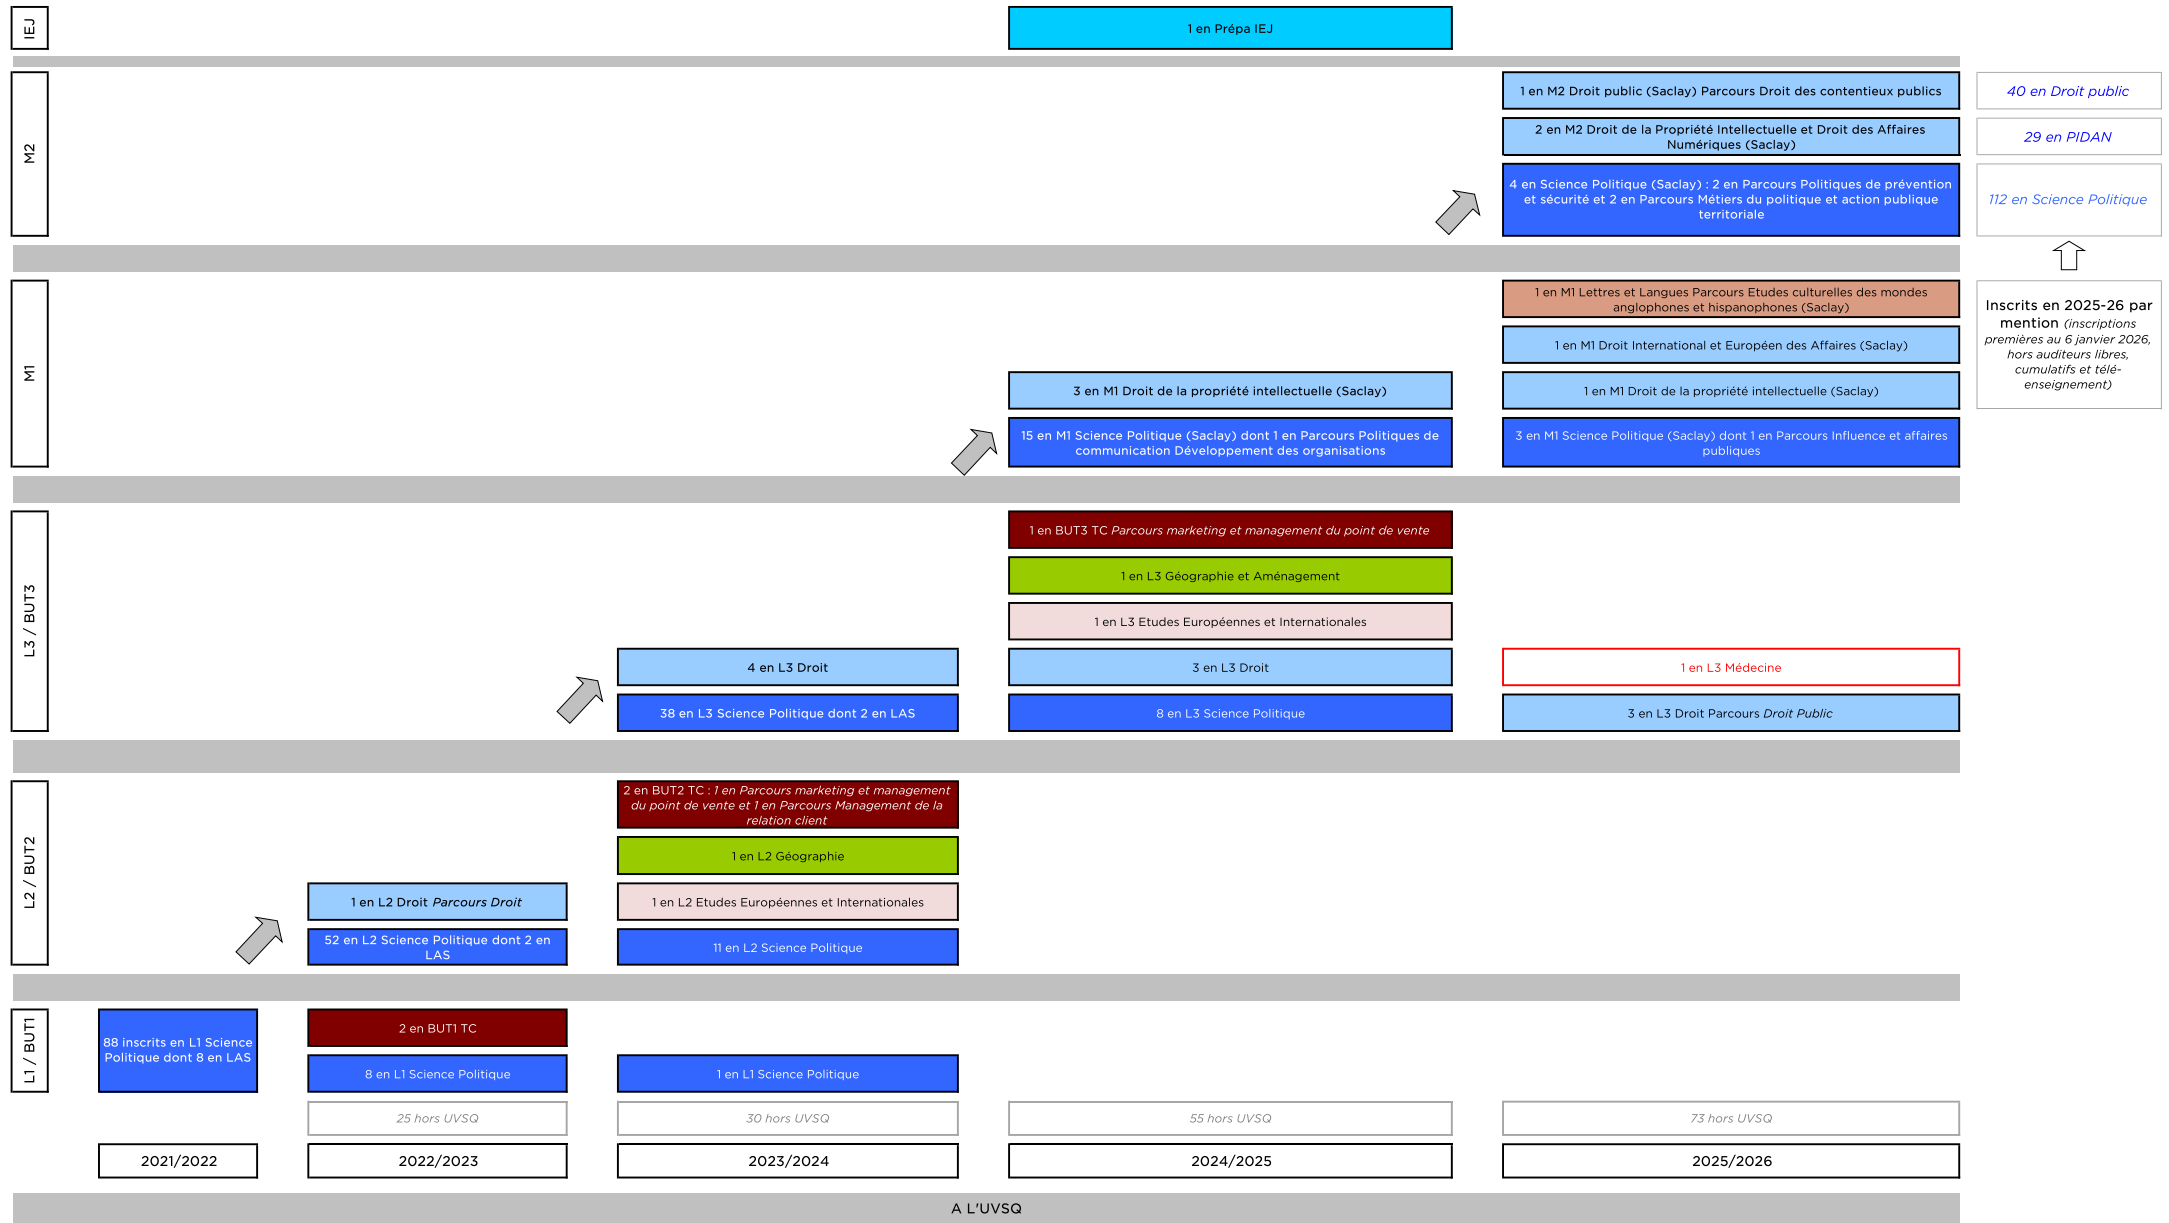 IEJ
1 en Prépa IEJ
M2
1 en M2 Droit public (Saclay) Parcours Droit des contentieux publics
40 en Droit public
2 en M2 Droit de la Propriété Intellectuelle et Droit des Affaires
Numériques (Saclay)
29 en PIDAN
4 en Science Politique (Saclay) : 2 en Parcours Politiques de prévention
et sécurité et 2 en Parcours Métiers du politique et action publique
territoriale
112 en Science Politique
M1
1 en M1 Lettres et Langues Parcours Etudes culturelles des mondes
anglophones et hispanophones (Saclay)
Inscrits en 2025-26 par
mention (inscriptions
premières au 6 janvier 2026,
hors auditeurs libres,
cumulatifs et télé-
enseignement)
1 en M1 Droit International et Européen des Affaires (Saclay)
3 en M1 Droit de la propriété intellectuelle (Saclay)
1 en M1 Droit de la propriété intellectuelle (Saclay)
15 en M1 Science Politique (Saclay) dont 1 en Parcours Politiques de
communication Développement des organisations
3 en M1 Science Politique (Saclay) dont 1 en Parcours Influence et affaires
publiques
L3 / BUT3
1 en BUT3 TC Parcours marketing et management du point de vente
1 en L3 Géographie et Aménagement
1 en L3 Etudes Européennes et Internationales
4 en L3 Droit
3 en L3 Droit
1 en L3 Médecine
38 en L3 Science Politique dont 2 en LAS
8 en L3 Science Politique
3 en L3 Droit Parcours Droit Public
L2 / BUT2
2 en BUT2 TC : 1 en Parcours marketing et management
du point de vente et 1 en Parcours Management de la
relation client
1 en L2 Géographie
1 en L2 Droit Parcours Droit
1 en L2 Etudes Européennes et Internationales
52 en L2 Science Politique dont 2 en
LAS
11 en L2 Science Politique
L1 / BUT1
88 inscrits en L1 Science
Politique dont 8 en LAS
2 en BUT1 TC
8 en L1 Science Politique
1 en L1 Science Politique
25 hors UVSQ
30 hors UVSQ
55 hors UVSQ
73 hors UVSQ
2021/2022
2022/2023
2023/2024
2024/2025
2025/2026
A L'UVSQ